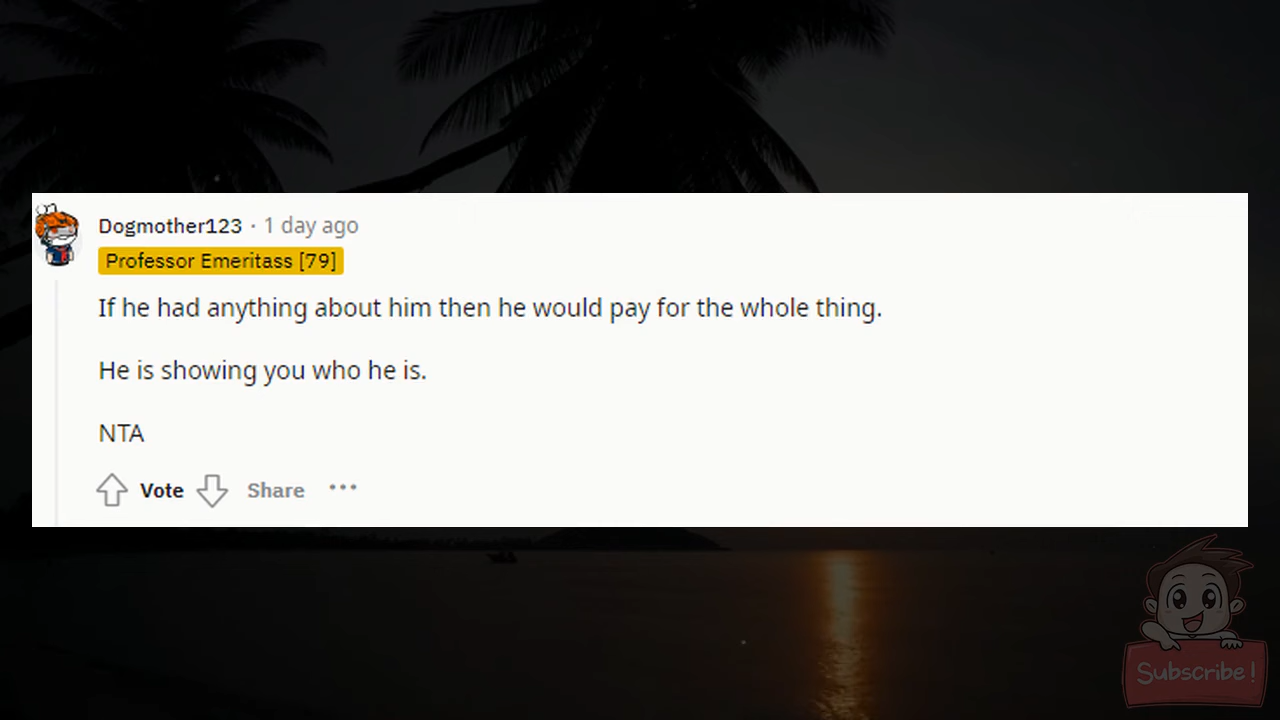 Dogmother123 · 1 day ago
Professor Emeritass [79]
If he had anything about him then he would pay for the whole thing.
He is showing you who he is.
NTA
Vote Share ···
Subscribe!